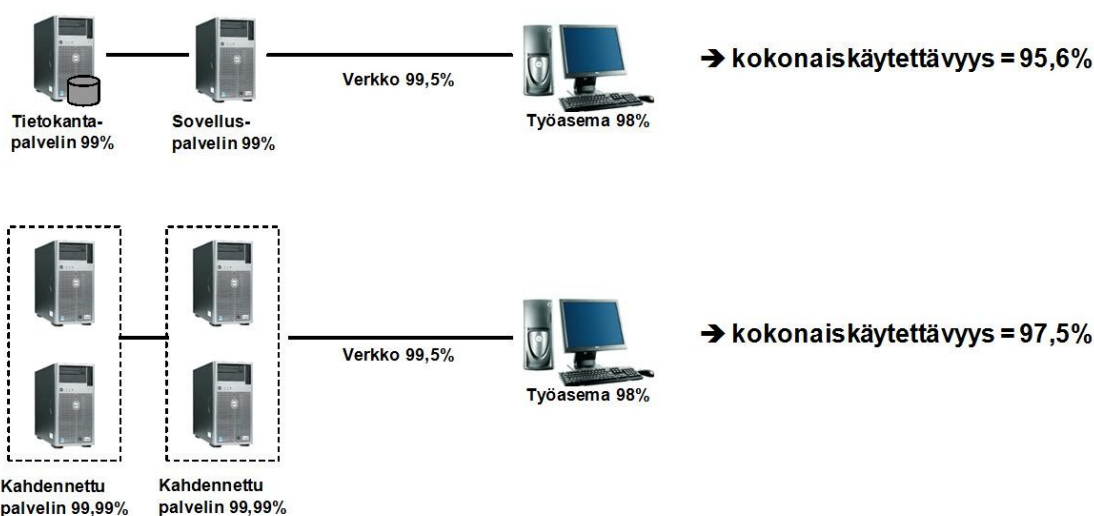 Verkko 99,5%
➔ kokonaiskäytettävyys = 95,6%
Tietokanta-
palvelin 99%
Sovellus-
palvelin 99%
Työasema 98%
Verkko 99,5%
➔ kokonaiskäytettävyys = 97,5%
Työasema 98%
Kahdennettu
palvelin 99,99%
Kahdennettu
palvelin 99,99%